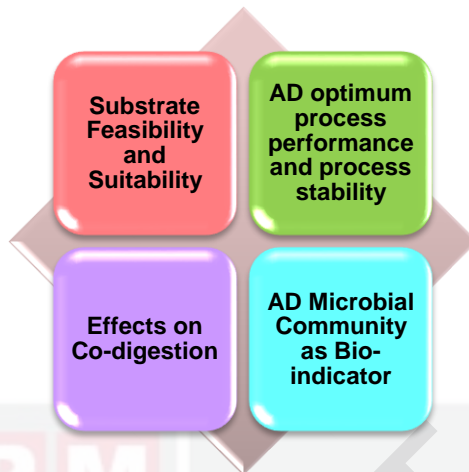 Substrate
Feasibility
and
Suitability
AD optimum
process
performance
and process
stability
Effects on
Co-digestion
AD Microbial
Community
as Bio-
indicator